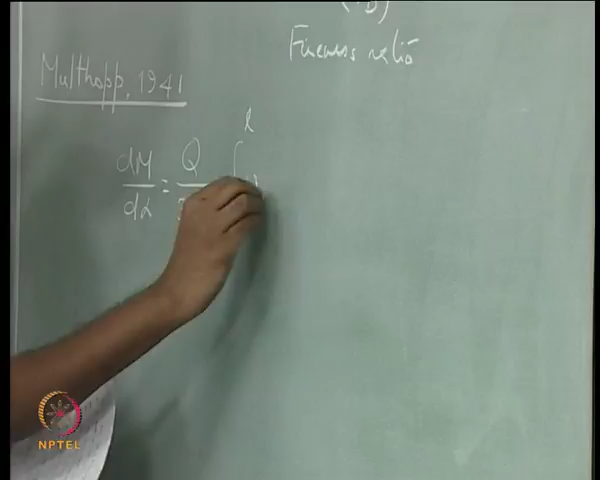 Fineness ratio
Multhopp, 1941
l
dM/dα = Q
NPTEL